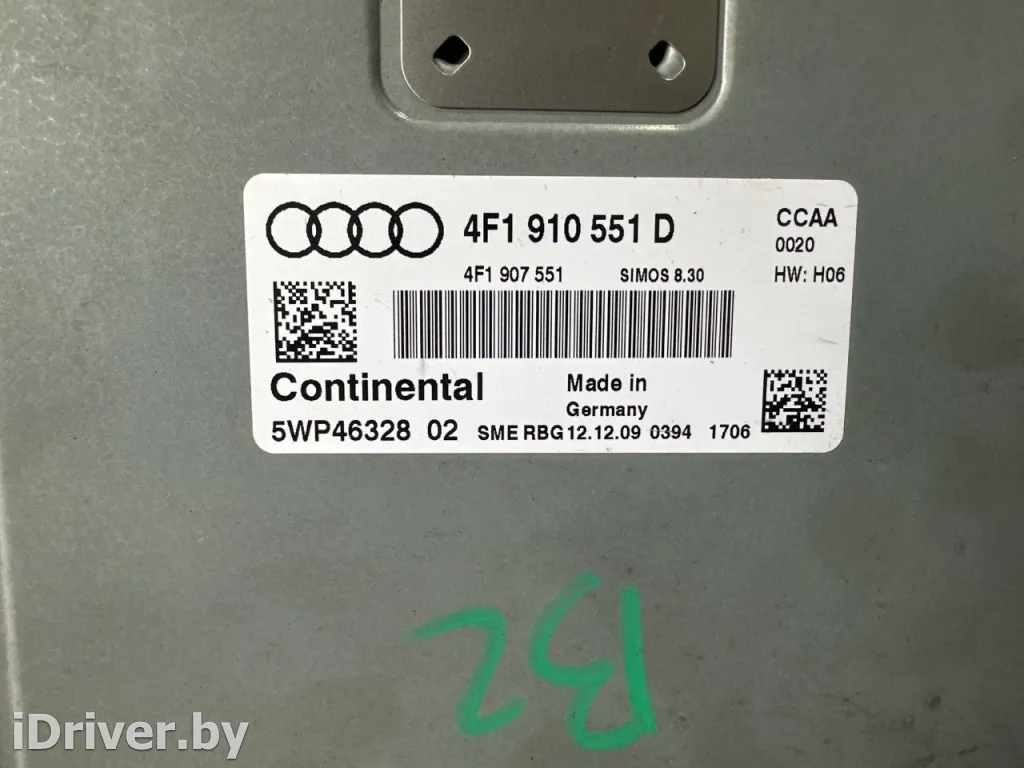 4F1 910 551 D
CCAA
0020
4F1 907 551 SIMOS 8.30 HW: H06
Continental Made in
Germany
5WP46328 02 SME RBG 12.12.09 0394 1706
B2
iDriver.by